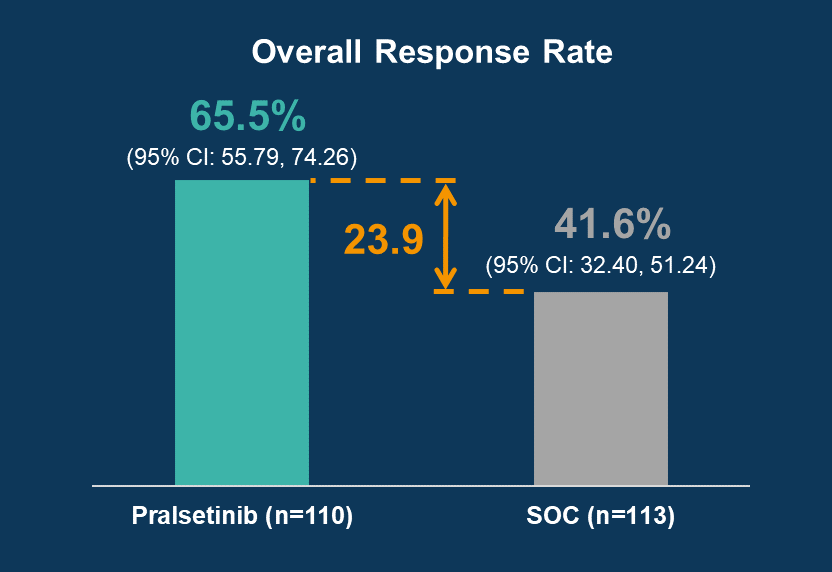 Overall Response Rate
65.5%
(95% CI: 55.79, 74.26)
23.9
41.6%
(95% CI: 32.40, 51.24)
Pralsetinib (n=110)
SOC (n=113)